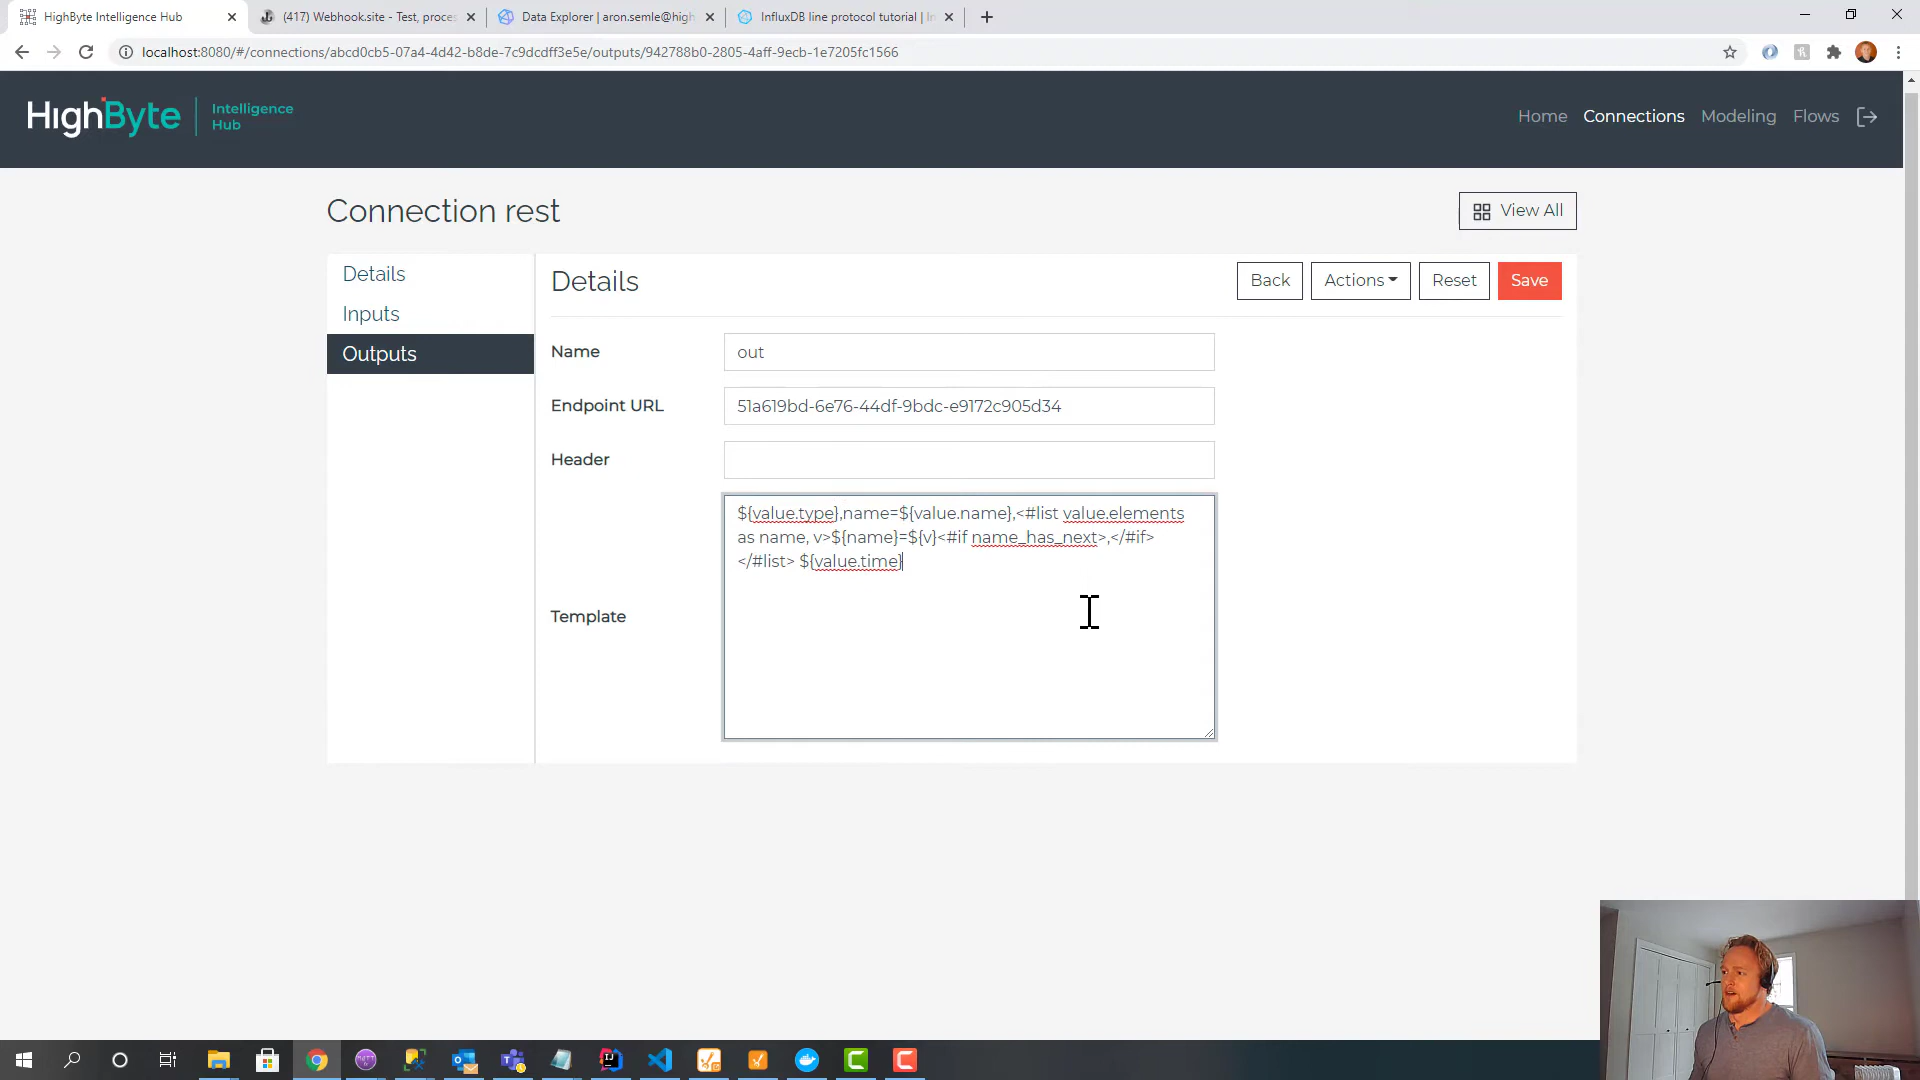 HighByte Intelligence Hub
(417) Webhook.site - Test, proces
Data Explorer | aron.semle@high
InfluxDB line protocol tutorial | In
localhost:8080/#/connections/abcd0cb5-07a4-4d42-b8de-7c9dcdff3e5e/outputs/942788b0-2805-4aff-9ecb-1e7205fc1566
HighByte
Intelligence
Hub
Home
Connections
Modeling
Flows
Connection rest
View All
Details
Inputs
Outputs
Details
Back
Actions
Reset
Save
Name
out
Endpoint URL
51a619bd-6e76-44df-9bdc-e9172c905d34
Header
Template
${value.type},name=${value.name},<#list value.elements
as name, v>${name}=${v}<#if name_has_next>,</#if>
</#list> ${value.time}